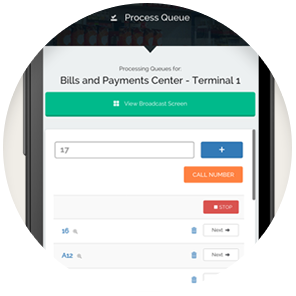 Process Queue
Processing Queues for:
Bills and Payments Center - Terminal 1
View Broadcast Screen
17
+
CALL NUMBER
STOP
16
Next
A12
Next